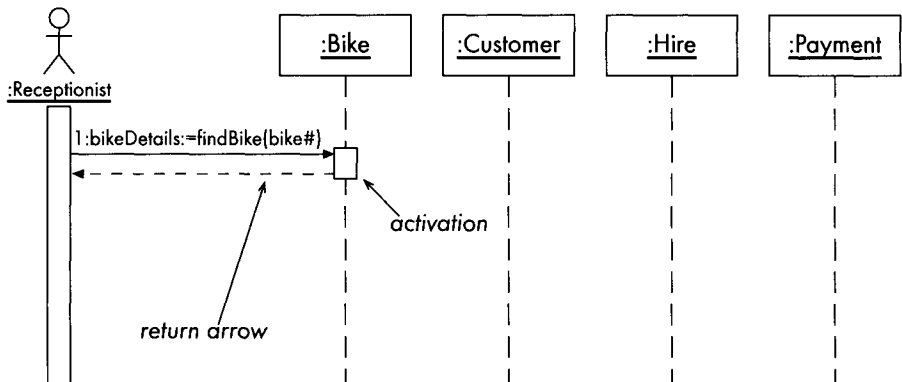 :Bike
:Customer
:Hire
:Payment
:Receptionist
1:bikeDetails:=findBike(bike#)
activation
return arrow